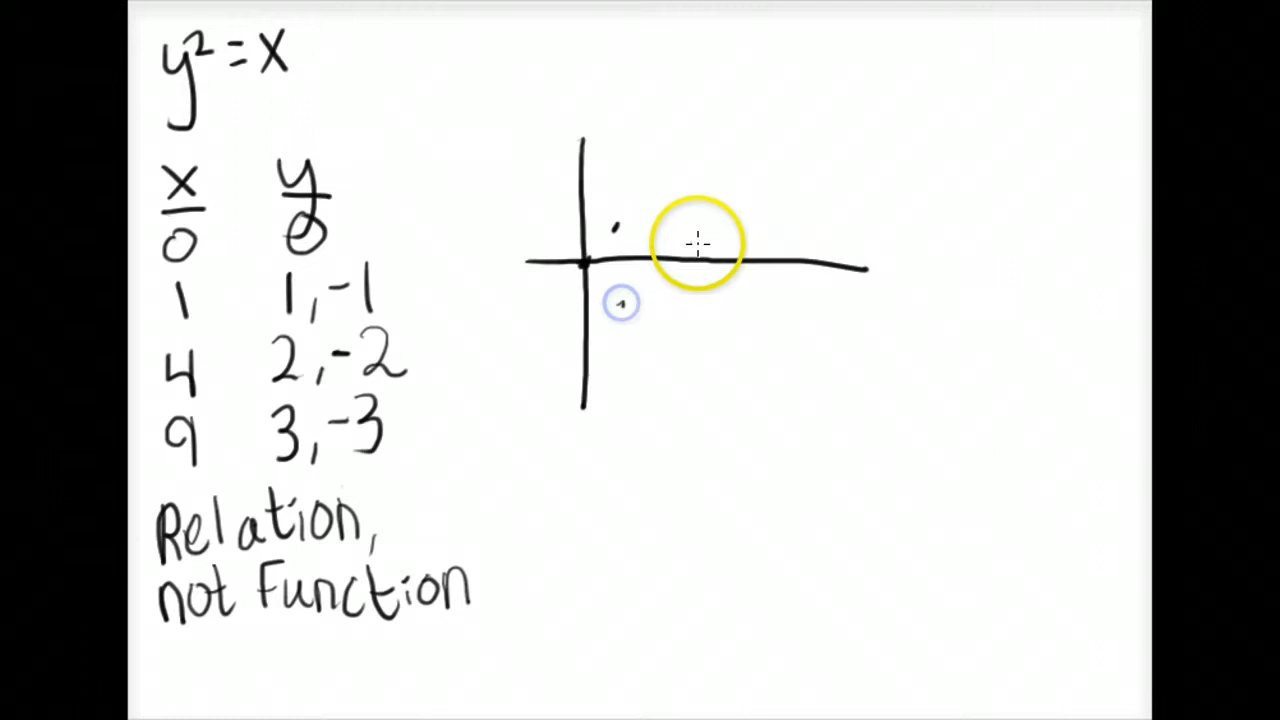 y² = x
x y
0 0
1 1,-1
4 2,-2
9 3,-3
Relation,
not Function